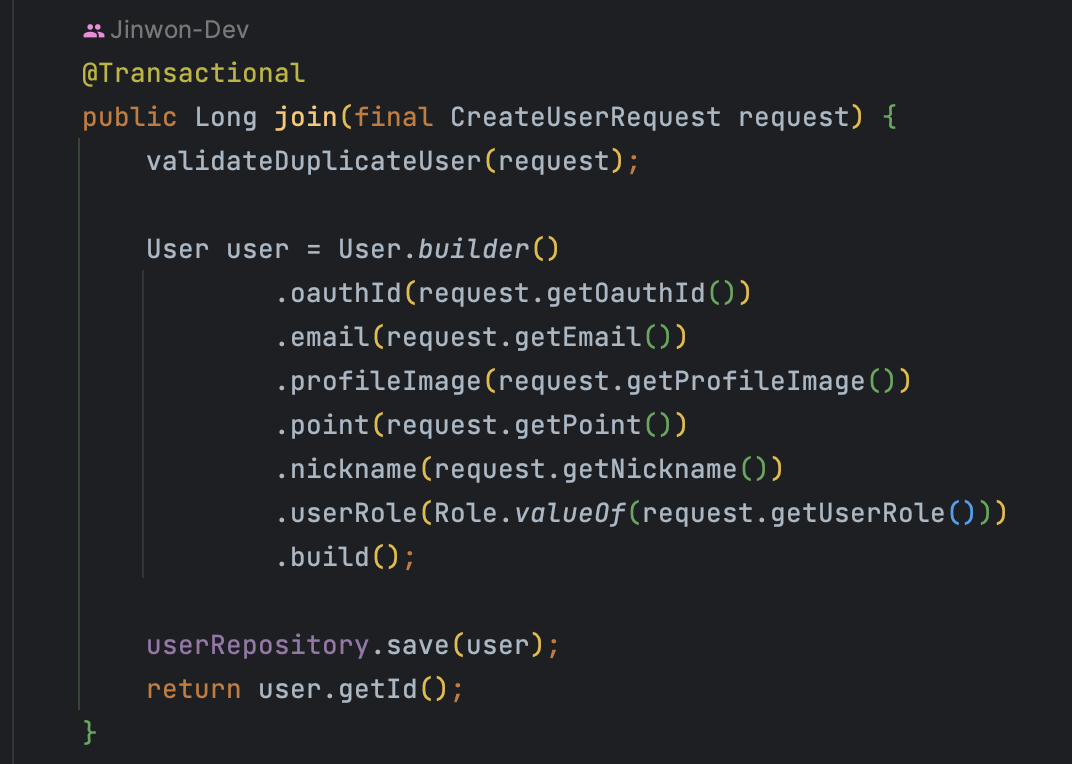 Jinwon-Dev
@Transactional
public Long join(final CreateUserRequest request) {
    validateDuplicateUser(request);

    User user = User.builder()
            .oauthId(request.getOauthId())
            .email(request.getEmail())
            .profileImage(request.getProfileImage())
            .point(request.getPoint())
            .nickname(request.getNickname())
            .userRole(Role.valueOf(request.getUserRole()))
            .build();

    userRepository.save(user);
    return user.getId();
}